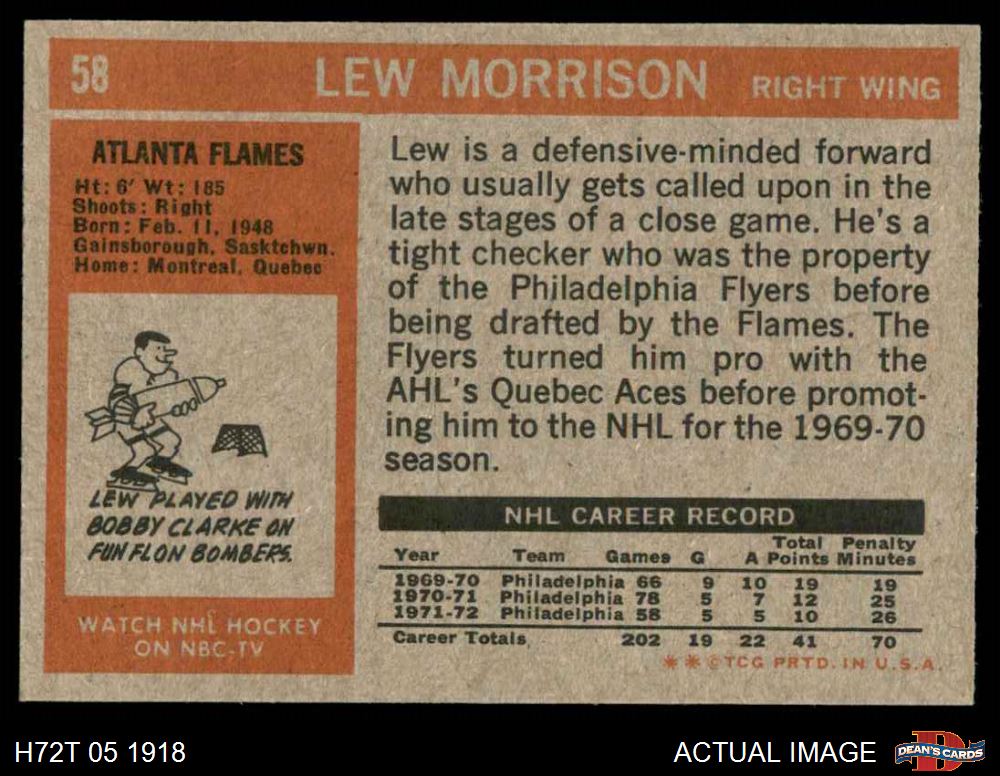 58 LEW MORRISON RIGHT WING
ATLANTA FLAMES
Ht: 6' Wt: 185
Shoots: Right
Born: Feb. 11, 1948
Gainsborough, Sasktchwn.
Home: Montreal, Quebec
LEW PLAYED WITH
BOBBY CLARKE ON
FLIN FLON BOMBERS.
WATCH NHL HOCKEY
ON NBC-TV
Lew is a defensive-minded forward
who usually gets called upon in the
late stages of a close game. He's a
tight checker who was the property
of the Philadelphia Flyers before
being drafted by the Flames. The
Flyers turned him pro with the
AHL's Quebec Aces before promot-
ing him to the NHL for the 1969-70
season.
NHL CAREER RECORD
Year Team Games G A Total Points Penalty Minutes
1969-70 Philadelphia 66 9 10 19 19
1970-71 Philadelphia 78 5 7 12 25
1971-72 Philadelphia 58 5 5 10 26
Career Totals 202 19 22 41 70
* * © TCG PRTD. IN U.S.A.
H72T 05 1918
ACTUAL IMAGE
DEAN'S CARDS